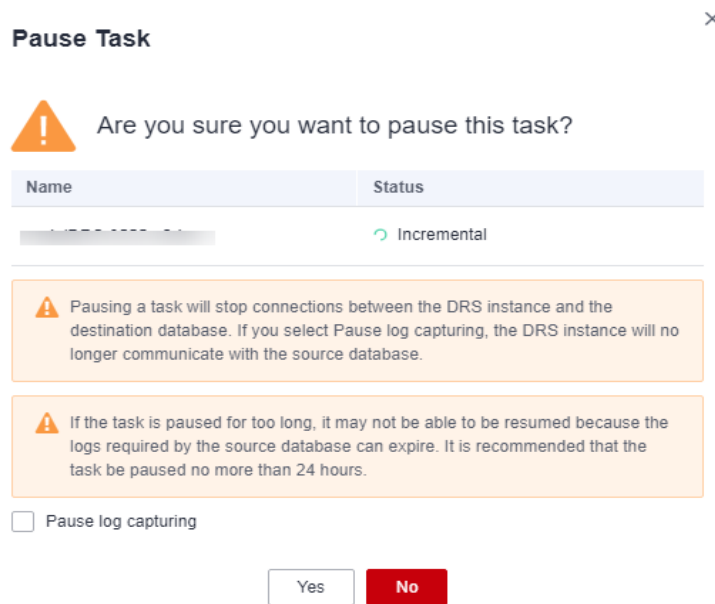 Pause Task
Are you sure you want to pause this task?
Name Status
Incremental
Pausing a task will stop connections between the DRS instance and the
destination database. If you select Pause log capturing, the DRS instance will no
longer communicate with the source database.
If the task is paused for too long, it may not be able to be resumed because the
logs required by the source database can expire. It is recommended that the
task be paused no more than 24 hours.
Pause log capturing
Yes No